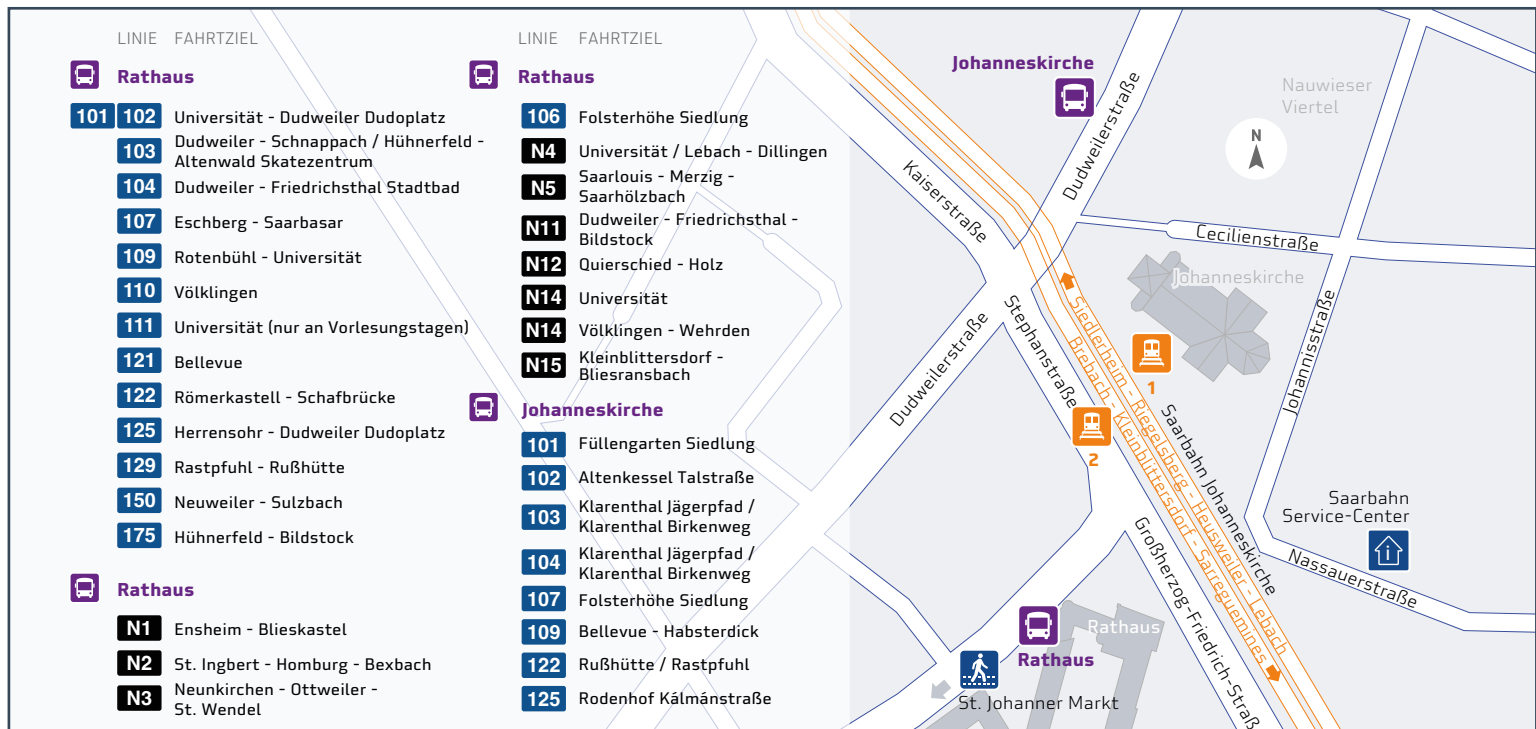 LINIE FAHRTZIEL
Rathaus
101 102 Universität - Dudweiler Dudoplatz
103 Dudweiler - Schnappach / Hühnerfeld -
Altenwald Skatezentrum
104 Dudweiler - Friedrichsthal Stadtbad
107 Eschberg - Saarbasar
109 Rotenbühl - Universität
110 Völklingen
111 Universität (nur an Vorlesungstagen)
121 Bellevue
122 Römerkastell - Schafbrücke
125 Herrensohr - Dudweiler Dudoplatz
129 Rastpfuhl - Rußhütte
150 Neuweiler - Sulzbach
175 Hühnerfeld - Bildstock
Rathaus
N1 Ensheim - Blieskastel
N2 St. Ingbert - Homburg - Bexbach
N3 Neunkirchen - Ottweiler -
St. Wendel
LINIE FAHRTZIEL
Rathaus
106 Folsterhöhe Siedlung
N4 Universität / Lebach - Dillingen
N5 Saarlouis - Merzig -
Saarhölzbach
N11 Dudweiler - Friedrichsthal -
Bildstock
N12 Quierschied - Holz
N14 Universität
N14 Völklingen - Wehrden
N15 Kleinblittersdorf -
Bliesransbach
Johanneskirche
101 Füllengarten Siedlung
102 Altenkessel Talstraße
103 Klarenthal Jägerpfad /
Klarenthal Birkenweg
104 Klarenthal Jägerpfad /
Klarenthal Birkenweg
107 Folsterhöhe Siedlung
109 Bellevue - Habsterdick
122 Rußhütte / Rastpfuhl
125 Rodenhof Kálmánstraße
Johanneskirche
Nauwieser
Viertel
N
Dudweilerstraße
Kaiserstraße
Cecilienstraße
Johanneskirche
Stephanstraße
Dudweilerstraße
Siedlerheim - Riegelsberg - Heusweiler - Lebach
Brebach - Kleinblittersdorf - Sarreguemines
1
2
Saarbahn Johanneskirche
Johannisstraße
Saarbahn
Service-Center
i
Nassauerstraße
Großherzog-Friedrich-Straß
Rathaus
Rathaus
St. Johanner Markt